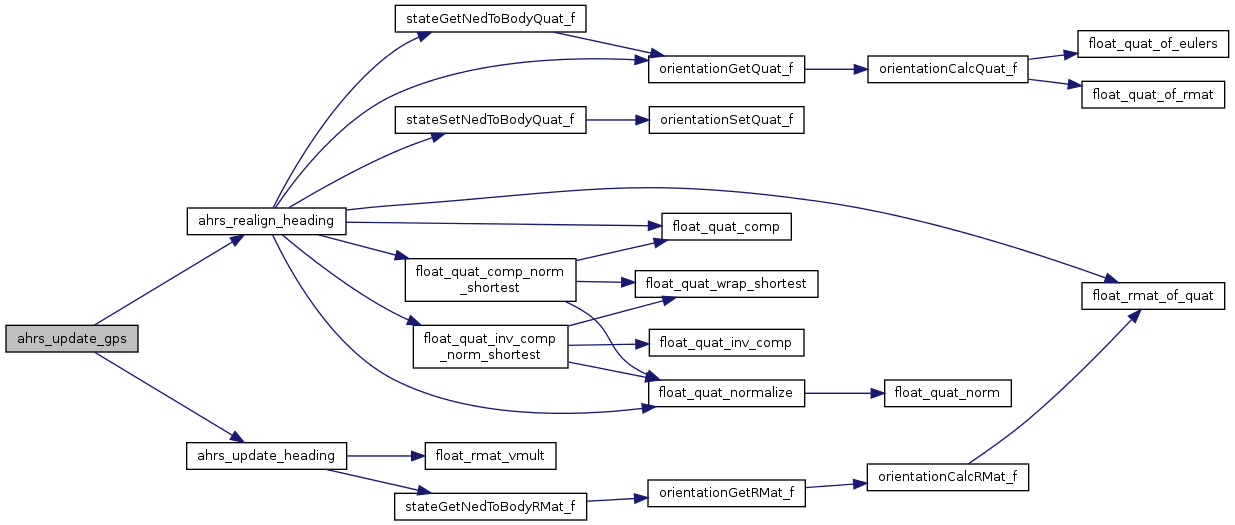 stateGetNedToBodyQuat_f
float_quat_of_eulers
orientationGetQuat_f
orientationCalcQuat_f
float_quat_of_rmat
stateSetNedToBodyQuat_f
orientationSetQuat_f
ahrs_realign_heading
float_quat_comp
float_quat_comp_norm
_shortest
float_quat_wrap_shortest
float_rmat_of_quat
ahrs_update_gps
float_quat_inv_comp
_norm_shortest
float_quat_inv_comp
float_quat_normalize
float_quat_norm
ahrs_update_heading
float_rmat_vmult
orientationCalcRMat_f
orientationGetRMat_f
stateGetNedToBodyRMat_f